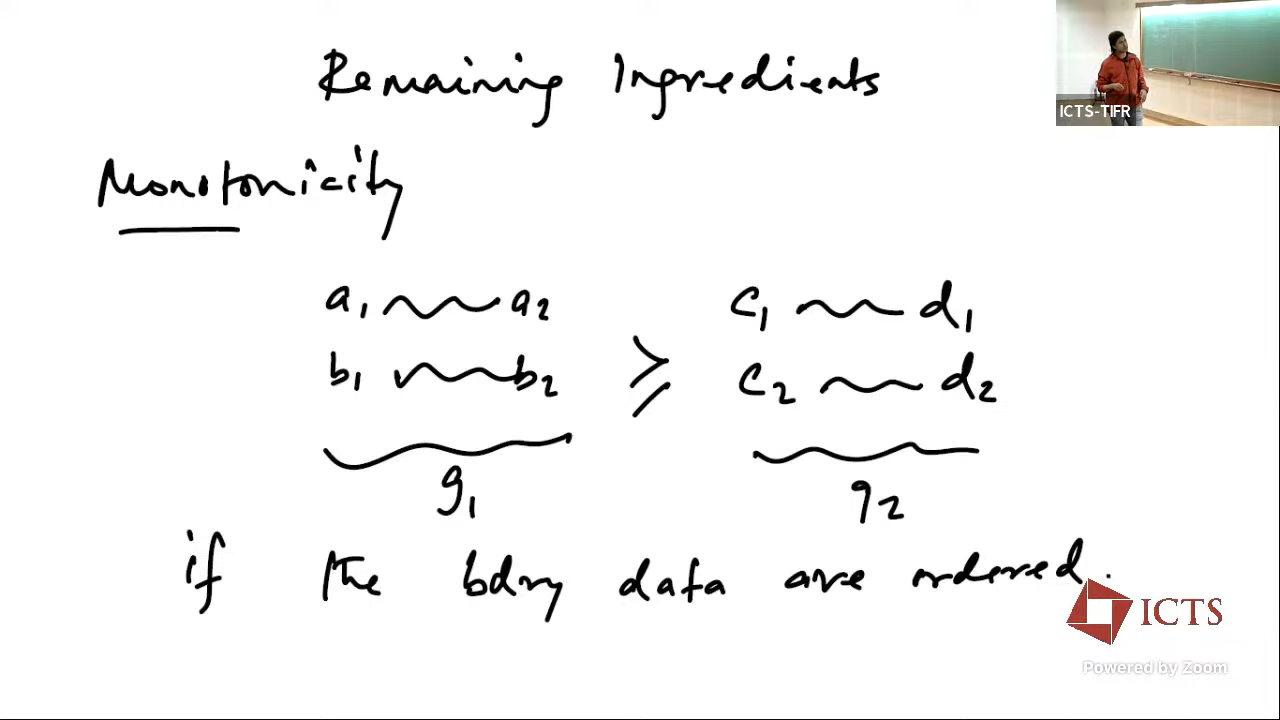 Remaining Ingredients
ICTS-TIFR
Monotonicity
a1 ~~ a2 ≥ c1 ~~ d1
b1 ~~ b2 c2 ~~ d2
g1 g2
if the bdry data are ordered.
ICTS
Powered by Zoom